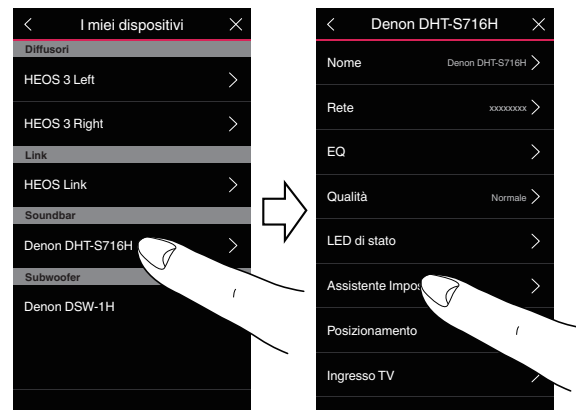 I miei dispositivi
Diffusori
HEOS 3 Left
HEOS 3 Right
Link
HEOS Link
Soundbar
Denon DHT-S716H
Subwoofer
Denon DSW-1H
Denon DHT-S716H
Nome Denon DHT-S716H
Rete xxxxxxxx
EQ
Qualità Normale
LED di stato
Assistente Impos
Posizionamento
Ingresso TV